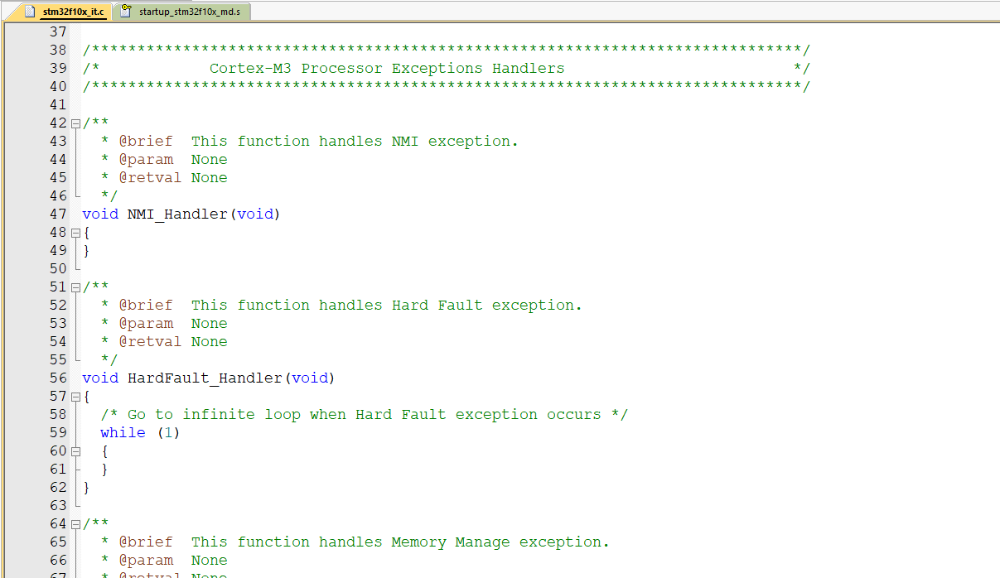 stm32f10x_it.c startup_stm32f10x_md.s
37
38 /******************************************************************************/
39 /*            Cortex-M3 Processor Exceptions Handlers                         */
40 /******************************************************************************/
41
42 /**
43   * @brief  This function handles NMI exception.
44   * @param  None
45   * @retval None
46   */
47 void NMI_Handler(void)
48 {
49 }
50
51 /**
52   * @brief  This function handles Hard Fault exception.
53   * @param  None
54   * @retval None
55   */
56 void HardFault_Handler(void)
57 {
58   /* Go to infinite loop when Hard Fault exception occurs */
59   while (1)
60   {
61   }
62 }
63
64 /**
65   * @brief  This function handles Memory Manage exception.
66   * @param  None
67   * @retval None